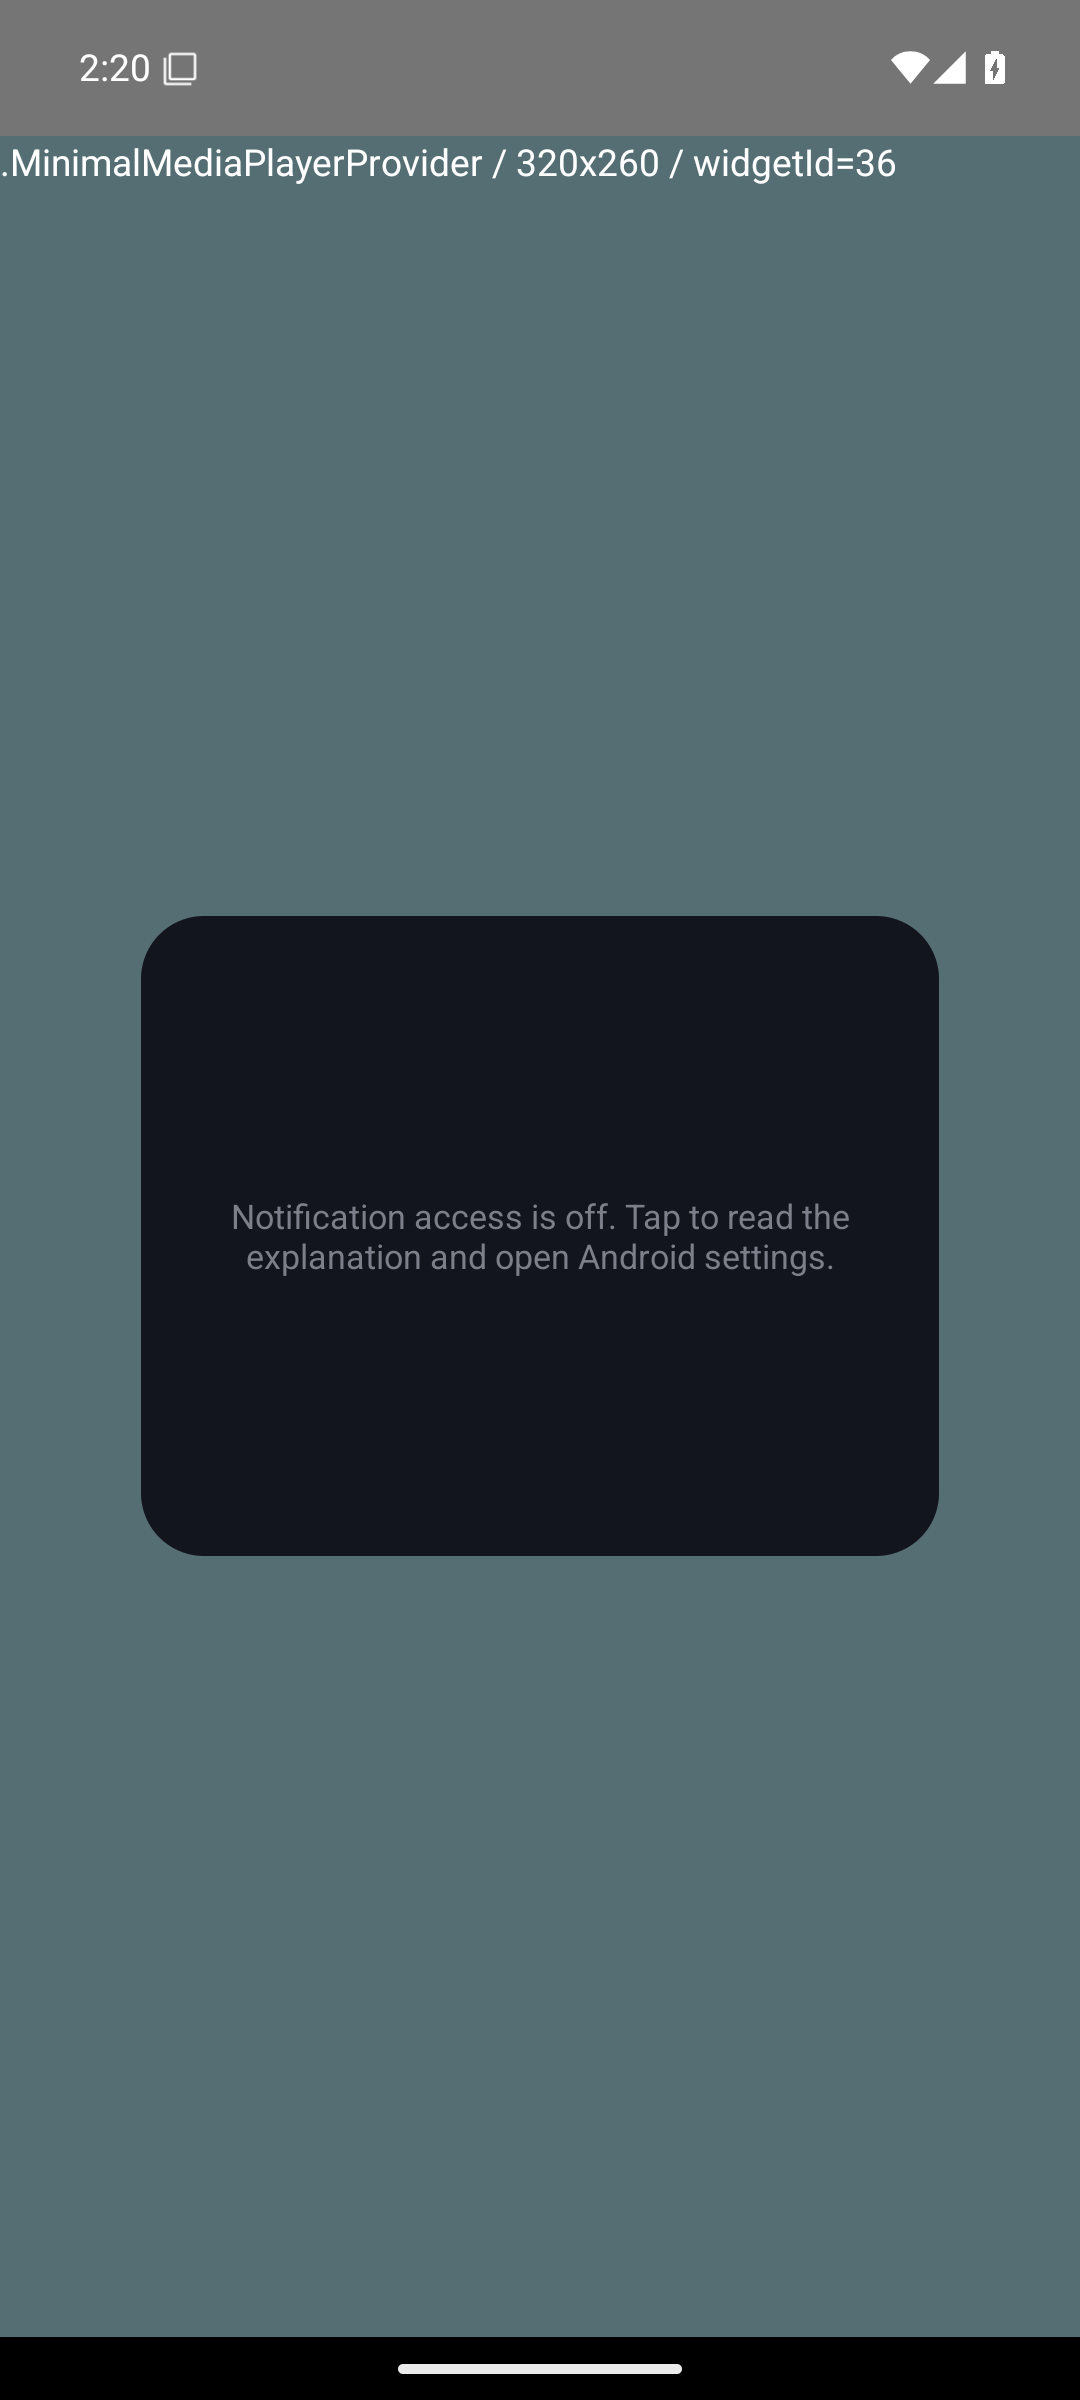 2:20
.MinimalMediaPlayerProvider / 320x260 / widgetId=36
Notification access is off. Tap to read the
explanation and open Android settings.